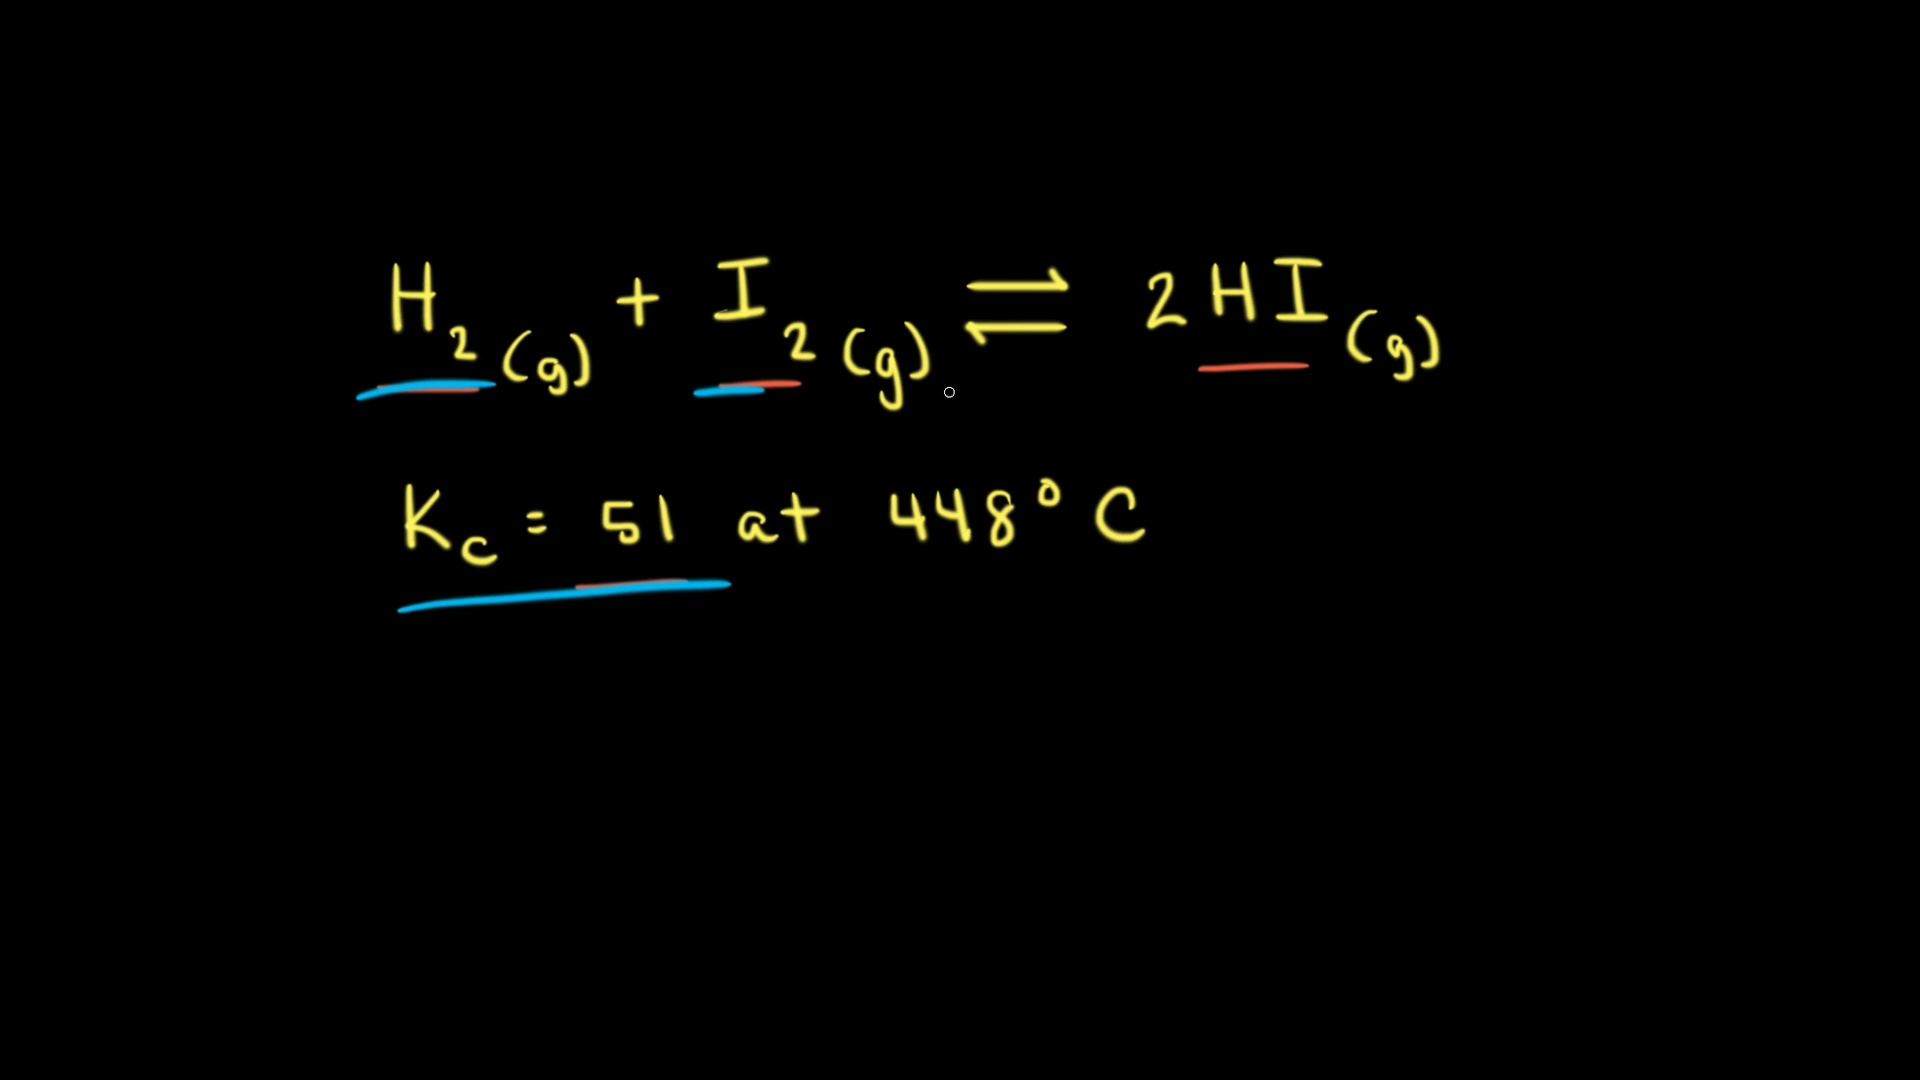 H₂(g) + I₂(g) ⇌ 2HI(g)
Kc = 51 at 448° C